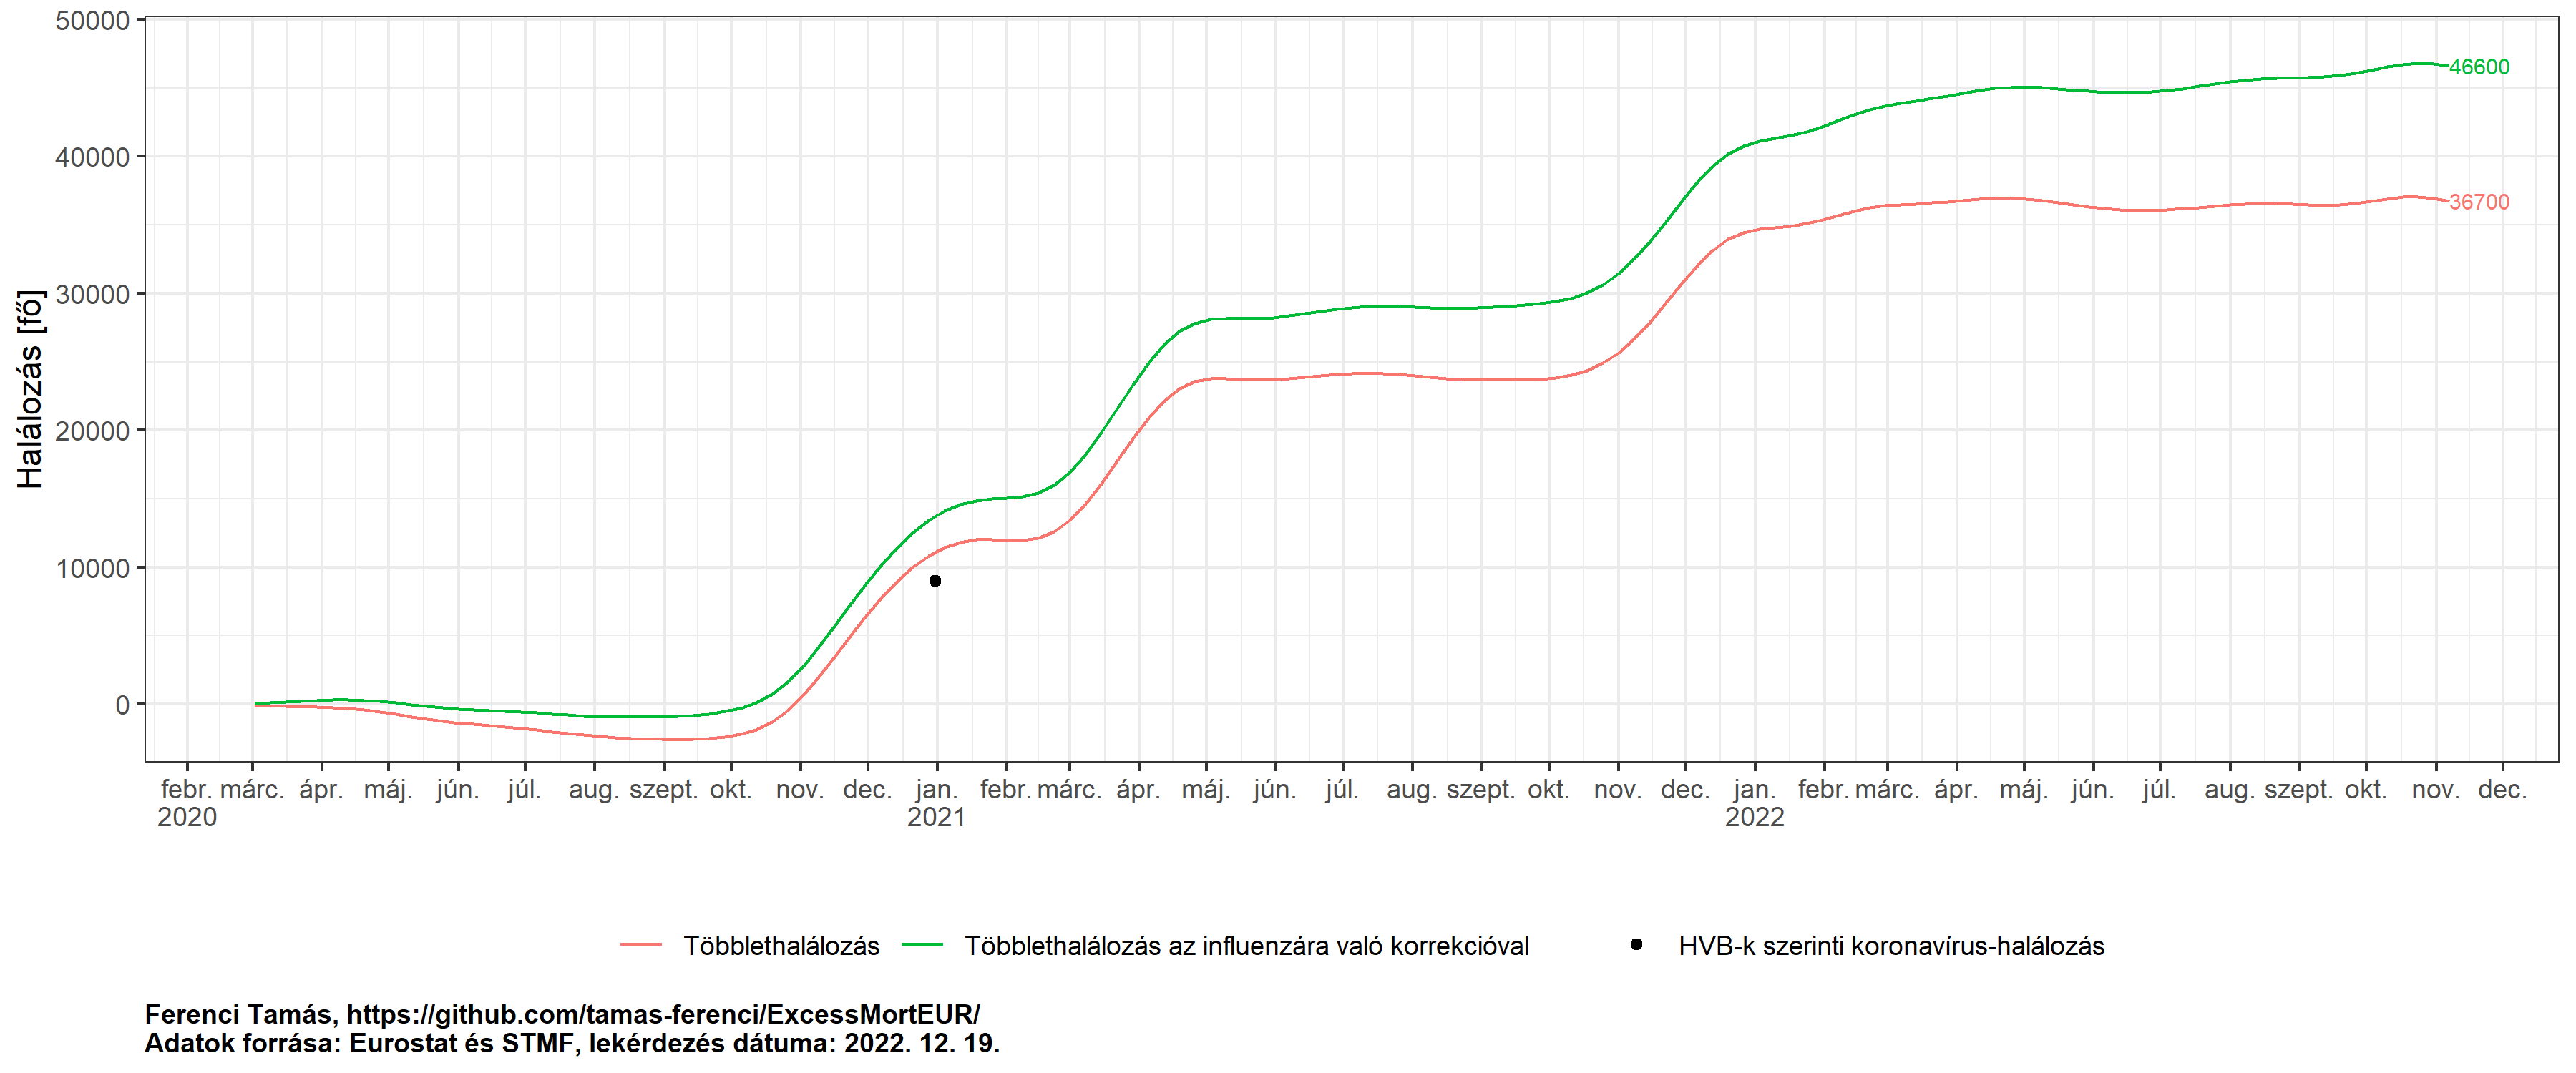 50000
46600
40000
36700
30000
20000
10000
0
Halálozás [fő]
febr. márc. ápr. máj. jún. júl. aug. szept. okt. nov. dec. jan. febr. márc. ápr. máj. jún. júl. aug. szept. okt. nov. dec. jan. febr. márc. ápr. máj. jún. júl. aug. szept. okt. nov. dec.
2020 2021 2022
Többlethalálozás Többlethalálozás az influenzára való korrekcióval HVB-k szerinti koronavírus-halálozás
Ferenci Tamás, https://github.com/tamas-ferenci/ExcessMortEUR/
Adatok forrása: Eurostat és STMF, lekérdezés dátuma: 2022. 12. 19.